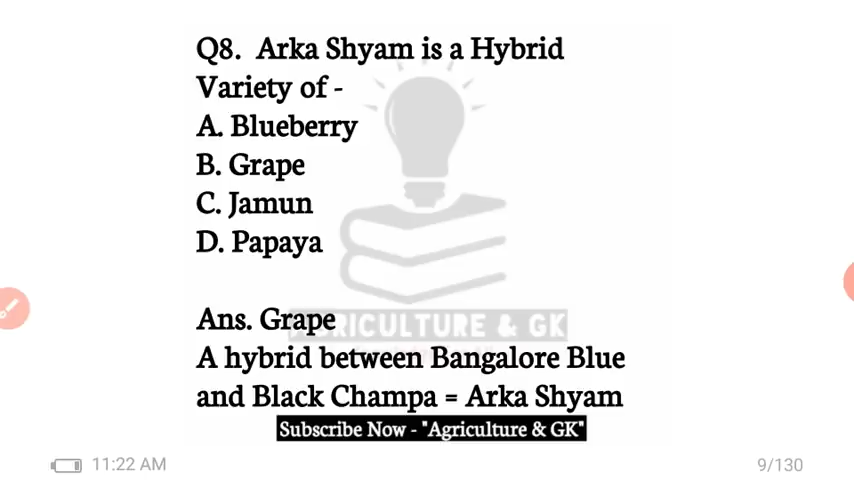 Q8. Arka Shyam is a Hybrid
Variety of -
A. Blueberry
B. Grape
C. Jamun
D. Papaya
Ans. Grape
AGRICULTURE & GK
A hybrid between Bangalore Blue
and Black Champa = Arka Shyam
Subscribe Now - "Agriculture & GK"
11:22 AM
9/130